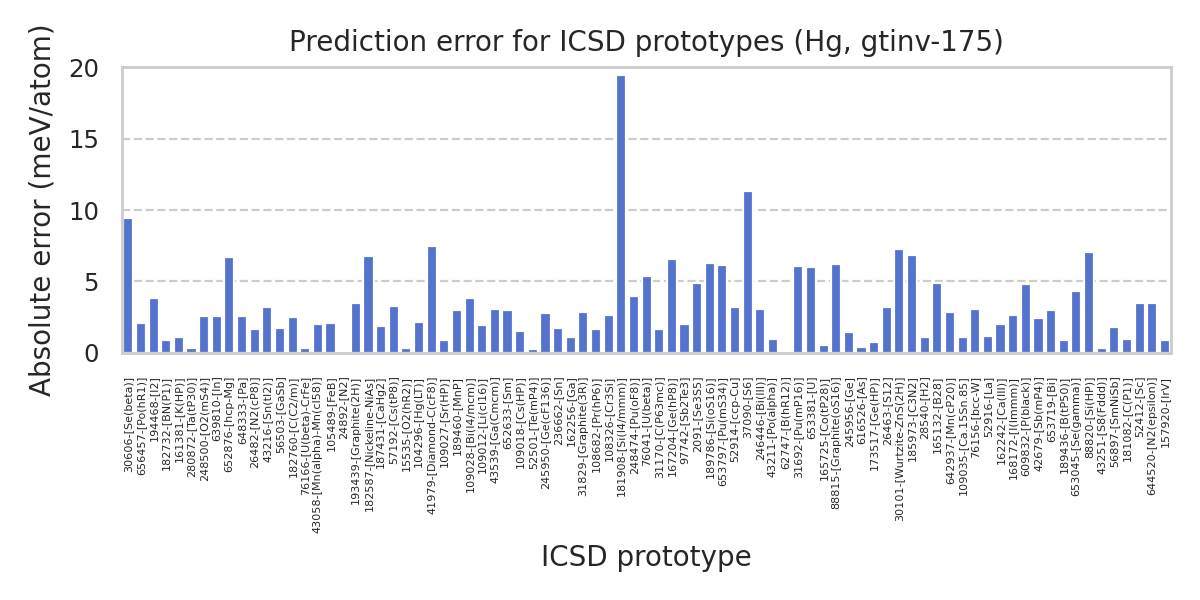 Prediction error for ICSD prototypes (Hg, gtinv-175)
Absolute error (meV/atom)
20
15
10
5
0
30606-[Se(beta)]
656457-[Po(hR1)]
194468-[I2]
182732-[BN(P1)]
161381-[K(HP)]
280872-[Ta(tP30)]
248500-[O2(mS4)]
639810-[In]
652876-[hcp-Mg]
64833-[Pa]
26482-[N2(cP8)]
43216-[Sn(tI2)]
5603-[GaSb]
182760-[C(C2/m)]
76166-[U(beta)-CrFe]
43058-[Mn(alpha)-Mn(cI58)]
105489-[FeB]
24892-[N2]
193439-[Graphite(2H)]
182587-[Nickeline-NiAs]
187431-[CaHg2]
57192-[Cs(tP8)]
15535-[O2(hR2)]
104296-[Hg(LT)]
41979-[Diamond-C(cF8)]
109027-[Sr(HP)]
189460-[MnP]
109028-[Bi(I4/mcm)]
109012-[Li(cI16)]
43539-[Ga(Cmcm)]
652633-[Sm]
109018-[Cs(HP)]
52501-[Te(mP4)]
245950-[Ge(cF136)]
236662-[Sn]
162256-[Ga]
31829-[Graphite(3R)]
108682-[Pr(hP6)]
108326-[Cr3Si]
181908-[Si(I4/mmm)]
248474-[Pu(oF8)]
76041-[U(beta)]
31170-[C(P63mc)]
167204-[Ge(hP8)]
97742-[Sb2Te3]
2091-[Se3S5]
189786-[Si(oS16)]
653797-[Pu(mS34)]
52914-[ccp-Cu]
37090-[S6]
246446-[Bi(III)]
43211-[Po(alpha)]
62747-[B(hR12)]
31692-[Pu(mP16)]
653381-[U]
165725-[Co(tP28)]
88815-[Graphite(oS16)]
245956-[Ge]
616526-[As]
173517-[Ge(HP)]
26463-[S12]
30101-[Wurtzite-ZnS(2H)]
185973-[C3N2]
28540-[H2]
165132-[B28]
642937-[Mn(cP20)]
109035-[Ca.15Sn.85]
76156-[bcc-W]
52916-[La]
162242-[Ca(III)]
168172-[I(Immm)]
609832-[P(black)]
42679-[Sb(mP4)]
653719-[Bi]
189436-[B(tP50)]
653045-[Se(gamma)]
88820-[Si(HP)]
43251-[S8(Fddd)]
56897-[SmNiSb]
181082-[C(P1)]
52412-[Sc]
644520-[N2(epsilon)]
157920-[IrV]
ICSD prototype